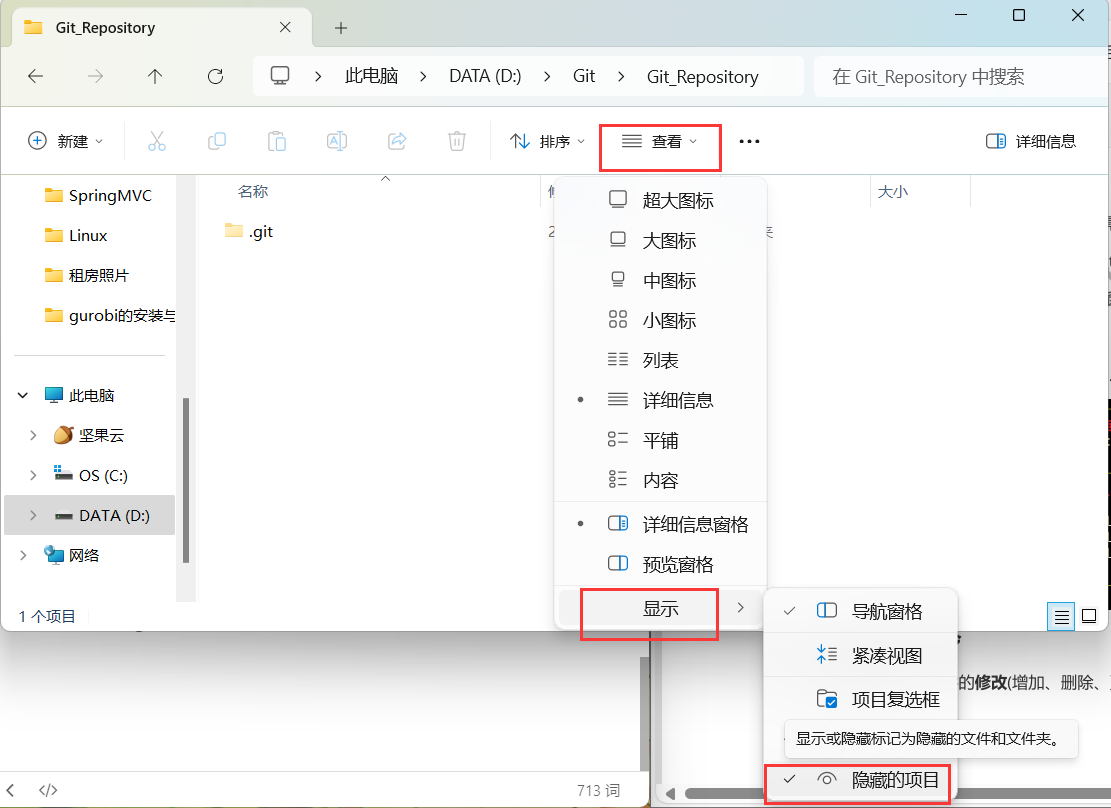 Git_Repository
此电脑 DATA (D:) Git Git_Repository
在 Git_Repository 中搜索
新建 排序 查看 详细信息
SpringMVC
Linux
租房照片
gurobi的安装与
此电脑
坚果云
OS (C:)
DATA (D:)
网络
1 个项目
名称 大小
.git
超大图标
大图标
中图标
小图标
列表
详细信息
平铺
内容
详细信息窗格
预览窗格
显示
导航窗格
紧凑视图
项目复选框
显示或隐藏标记为隐藏的文件和文件夹。
隐藏的项目
的修改(增加、删除、
713 词